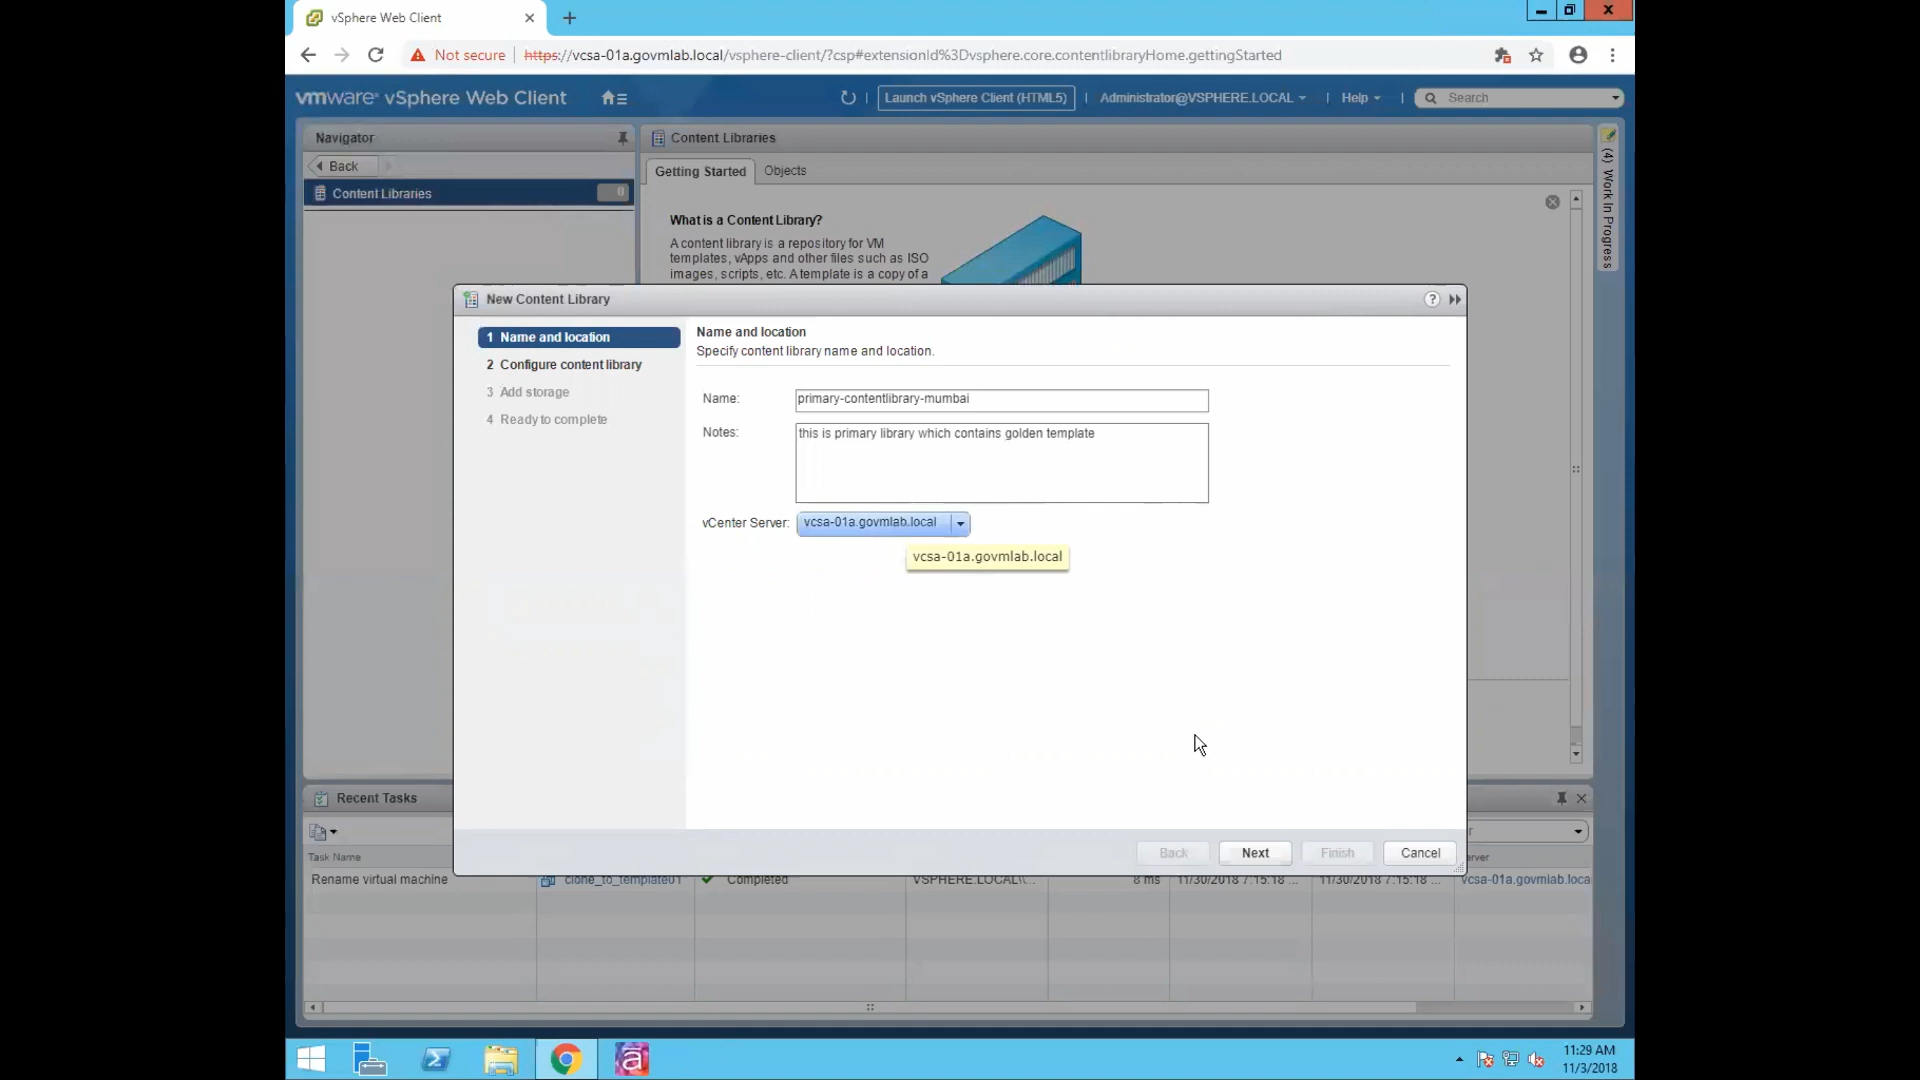 vSphere Web Client
Not secure
https://vcsa-01a.govmlab.local/vsphere-client/?csp#extensionId%3Dvsphere.core.contentlibraryHome.gettingStarted
vmware® vSphere Web Client
Launch vSphere Client (HTML5)
Administrator@VSPHERE.LOCAL
Help
Search
Navigator
Back
Content Libraries
0
Content Libraries
Getting Started
Objects
What is a Content Library?
A content library is a repository for VM
templates, vApps and other files such as ISO
images, scripts, etc. A template is a copy of a
(4) Work In Progress
New Content Library
?
1 Name and location
2 Configure content library
3 Add storage
4 Ready to complete
Name and location
Specify content library name and location.
Name:
primary-contentlibrary-mumbai
Notes:
this is primary library which contains golden template
vCenter Server:
vcsa-01a.govmlab.local
vcsa-01a.govmlab.local
Back
Next
Finish
Cancel
Recent Tasks
Task Name
Rename virtual machine
clone_to_template01
Completed
VSPHERE.LOCAL\...
8 ms
11/30/2018 7:15:18 ...
11/30/2018 7:15:18 ...
vcsa-01a.govmlab.loca
11:29 AM
11/3/2018